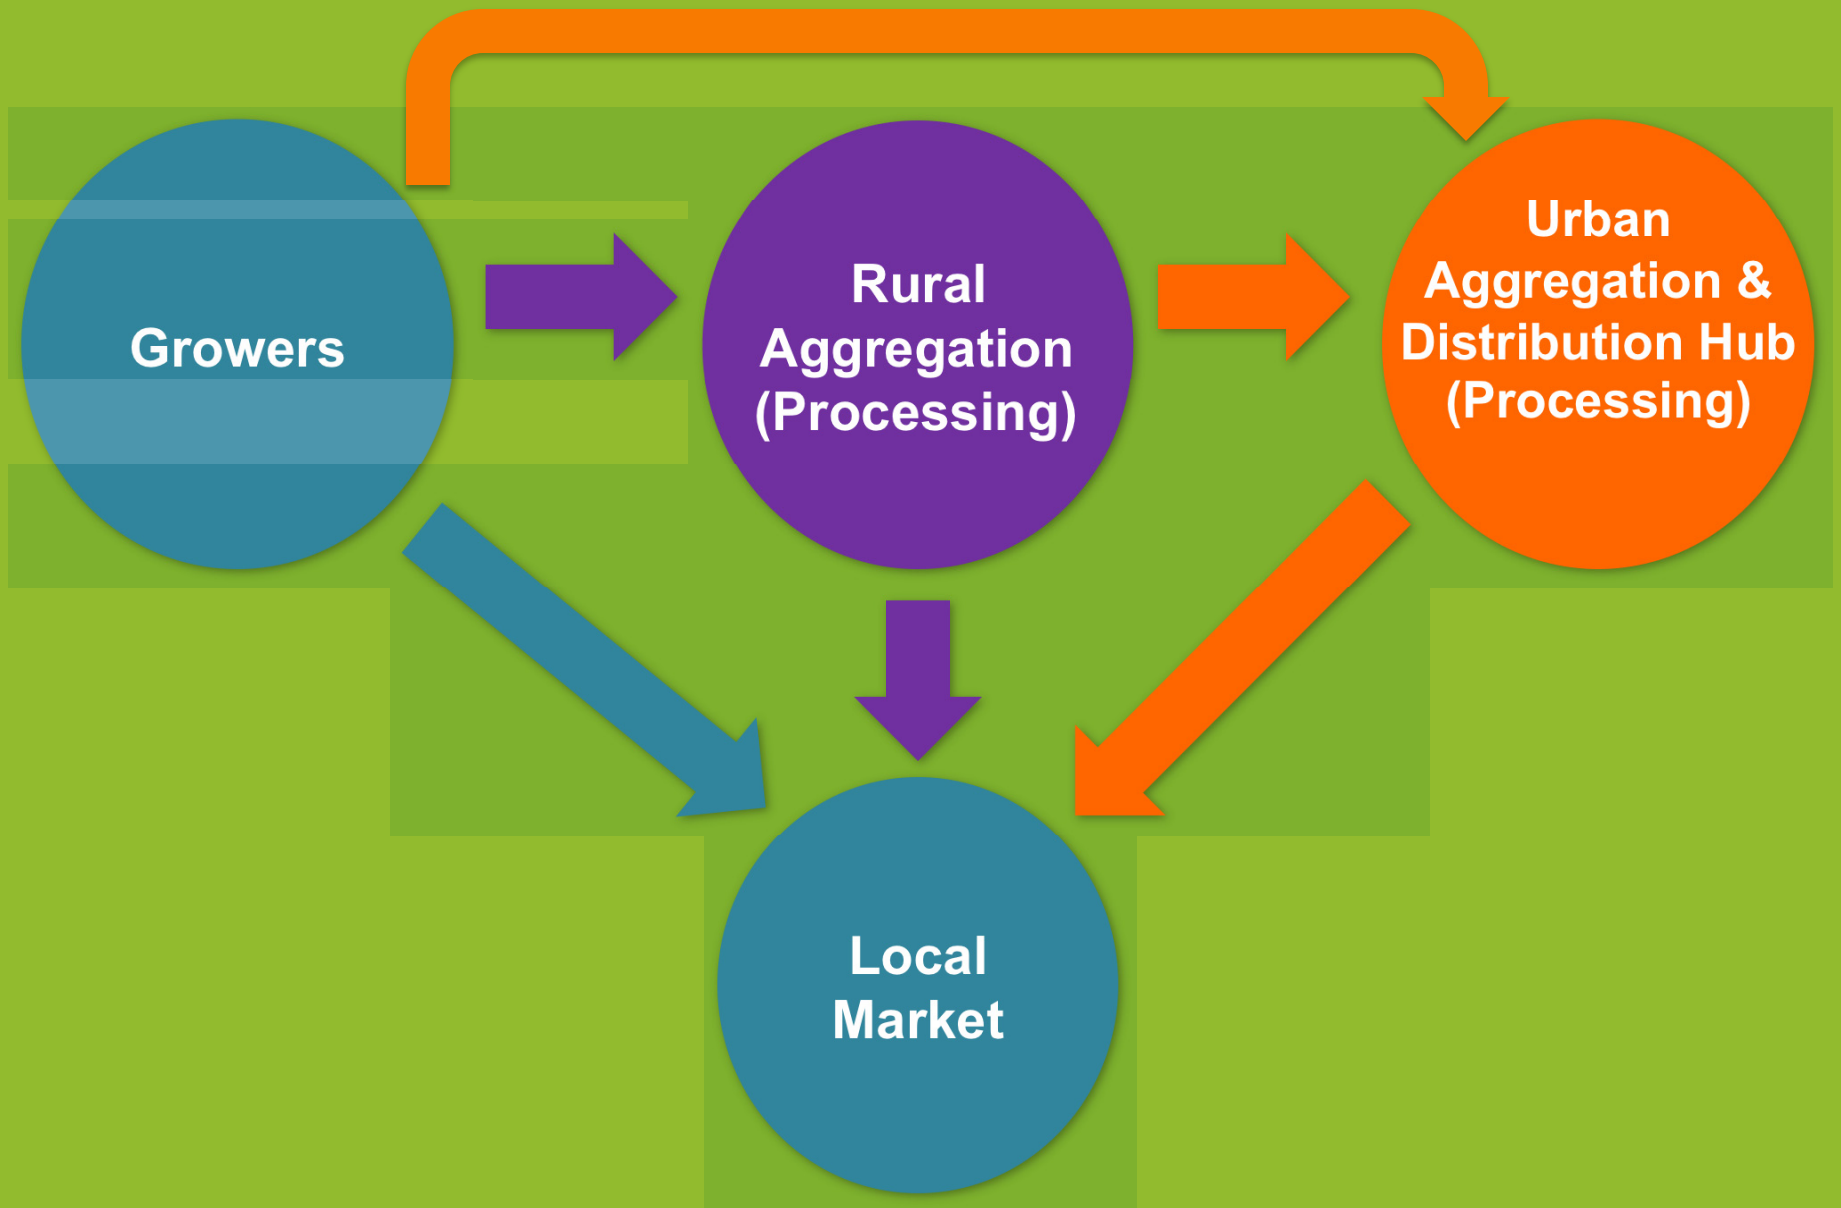 Growers
Rural
Aggregation
(Processing)
Urban
Aggregation &
Distribution Hub
(Processing)
Local
Market